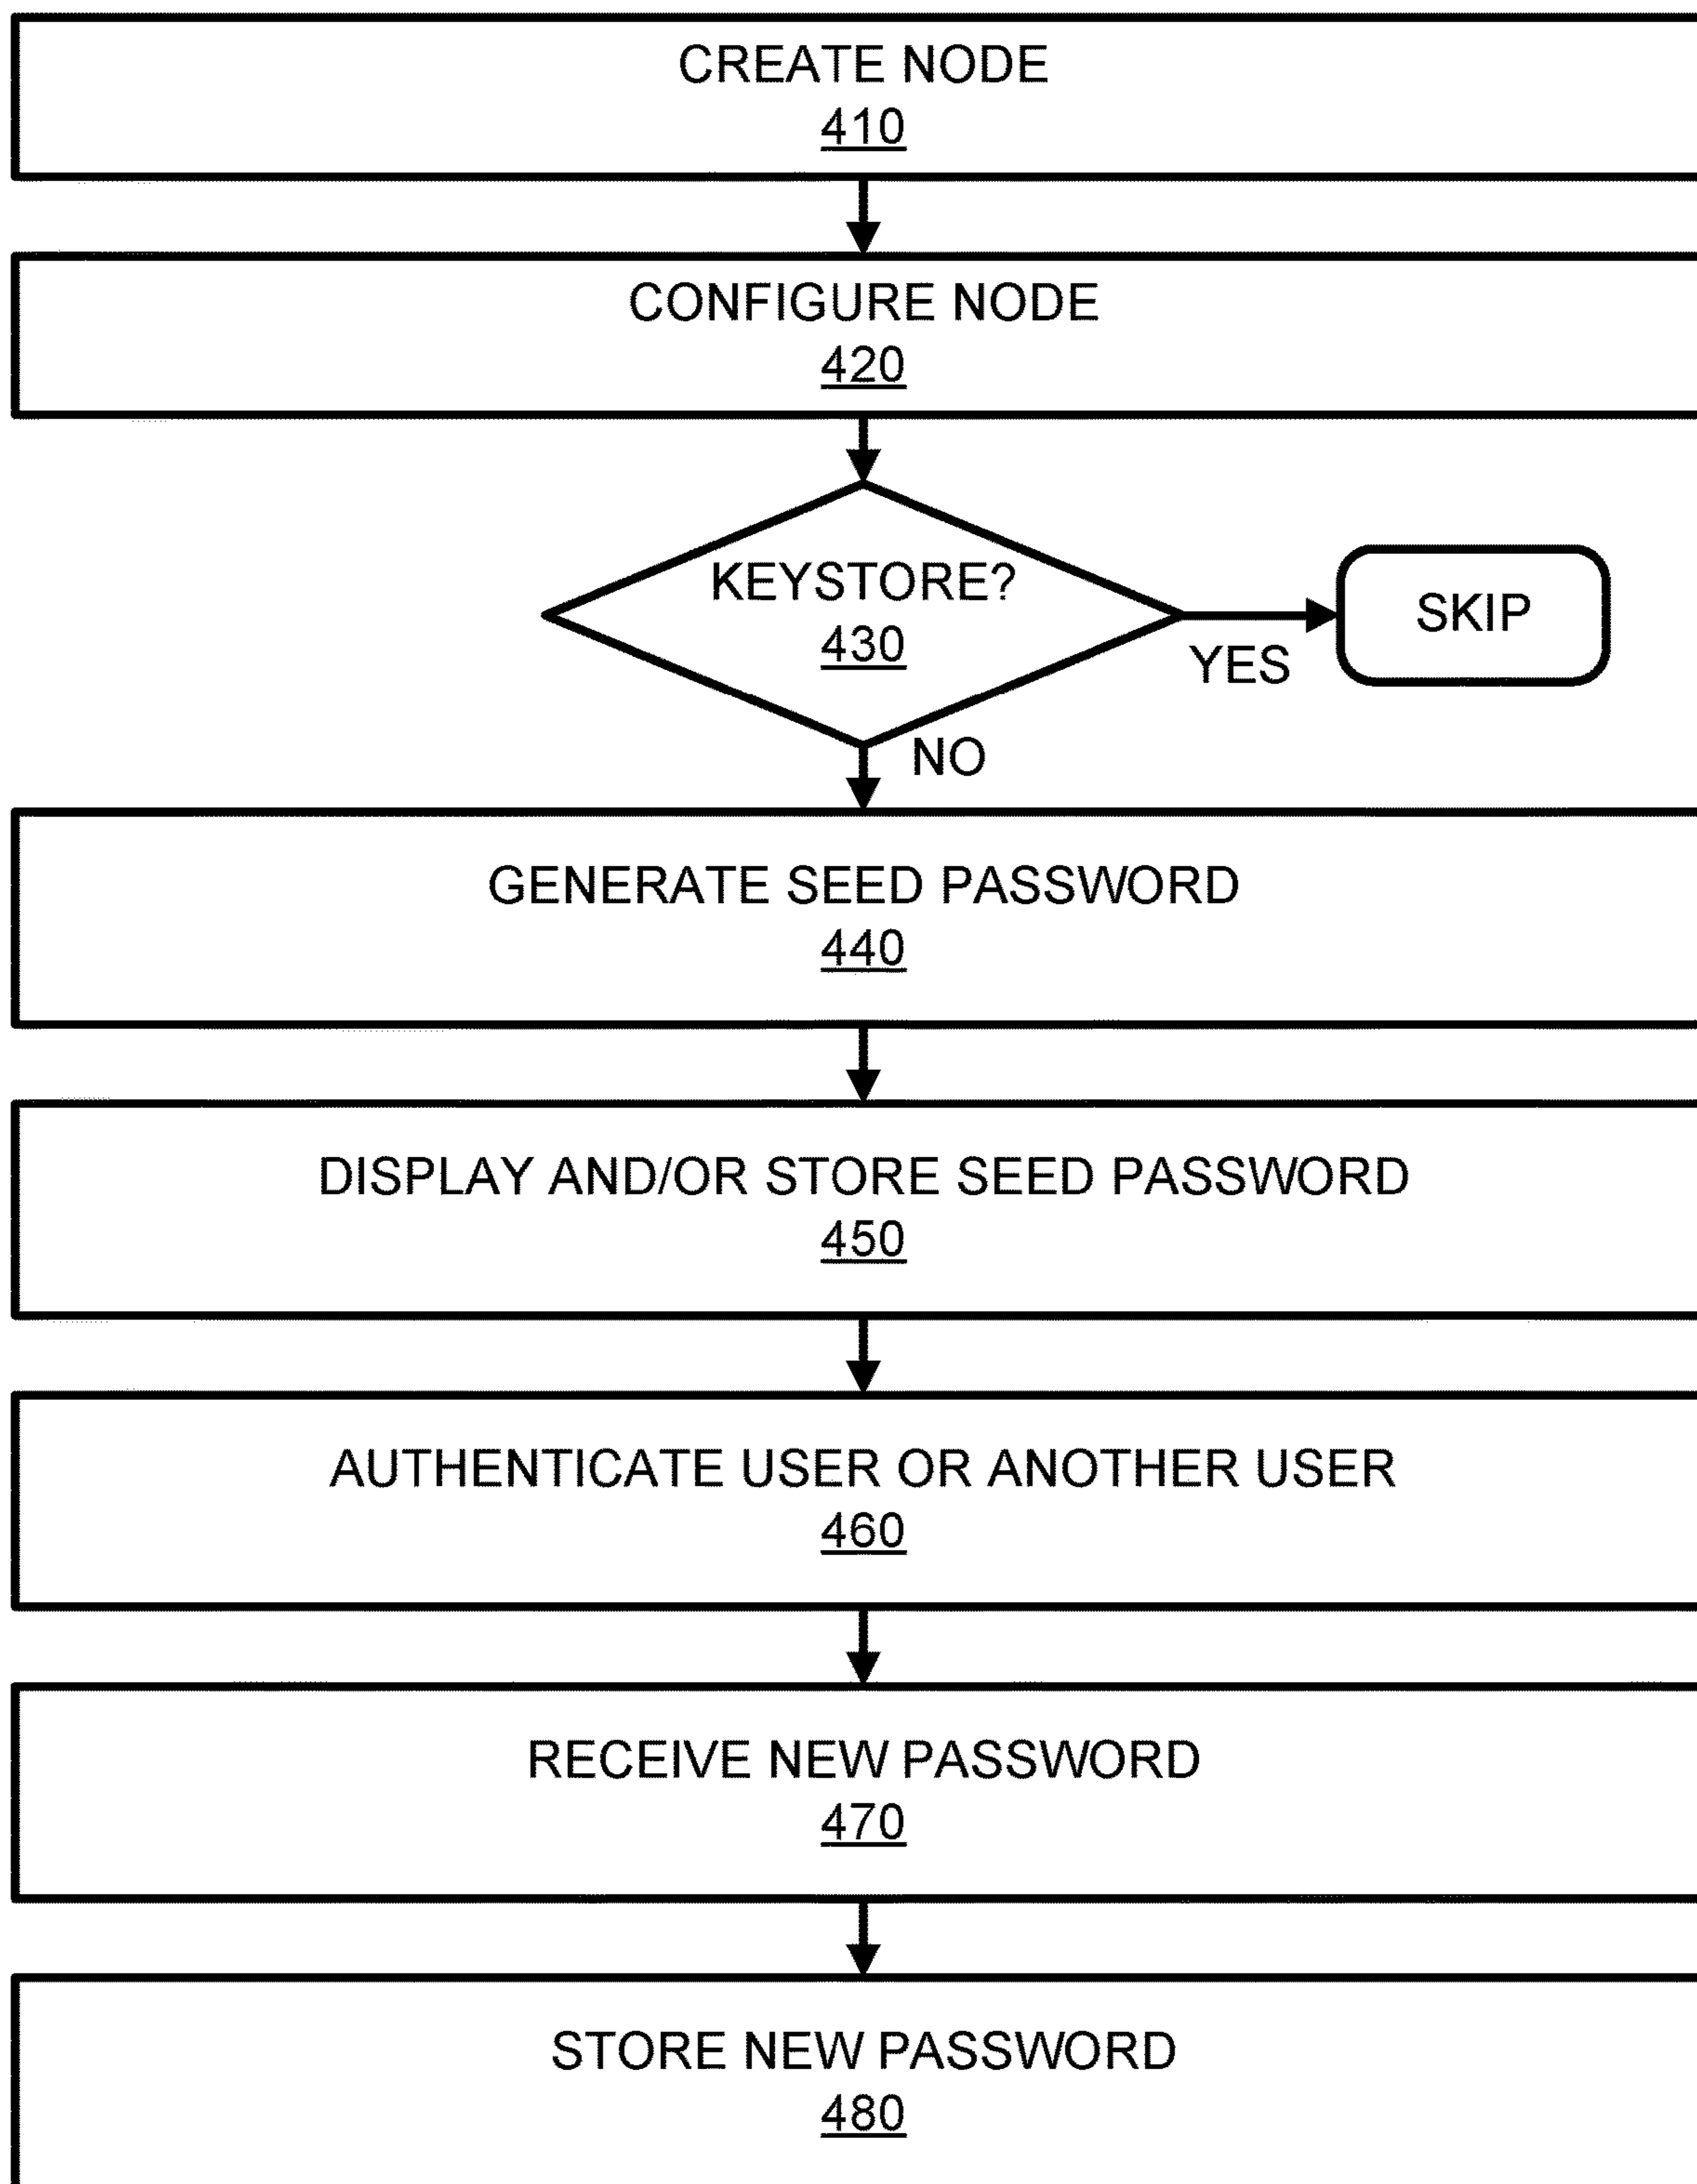 CREATE NODE
410
CONFIGURE NODE
420
KEYSTORE?
430
YES
SKIP
NO
GENERATE SEED PASSWORD
440
DISPLAY AND/OR STORE SEED PASSWORD
450
AUTHENTICATE USER OR ANOTHER USER
460
RECEIVE NEW PASSWORD
470
STORE NEW PASSWORD
480